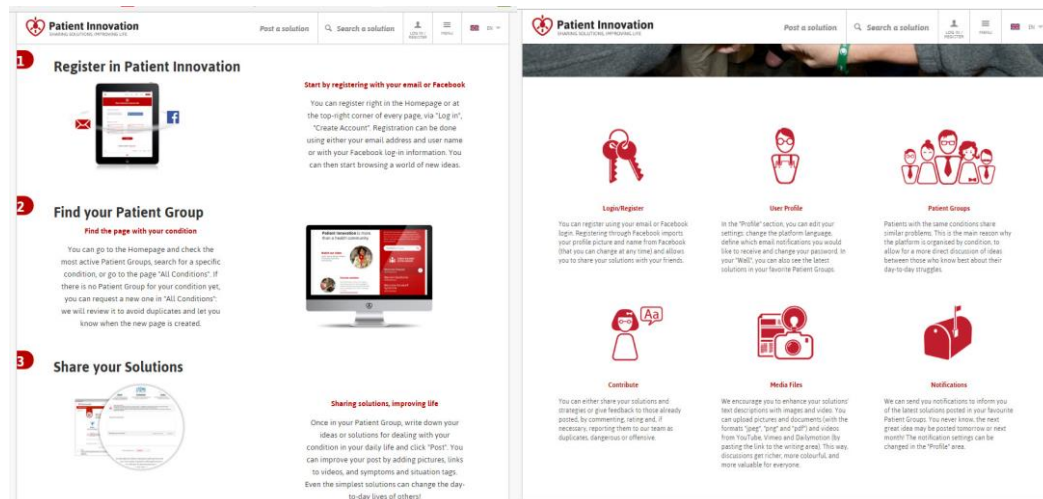 Patient Innovation
SHARING SOLUTIONS, IMPROVING LIFE
Post a solution
Search a solution
LOG IN /
REGISTER
MENU
EN
1
Register in Patient Innovation
Start by registering with your email or Facebook
You can register right in the Homepage or at
the top-right corner of every page, via "Log in",
"Create Account". Registration can be done
using either your email address and user name
or with your Facebook log-in information. You
can then start browsing a world of new ideas.
2
Find your Patient Group
Find the page with your condition
You can go to the Homepage and check the
most active Patient Groups, search for a specific
condition, or go to the page "All Conditions". If
there is no Patient Group for your condition yet,
you can request a new one in "All Conditions":
we will review it to avoid duplicates and let you
know when the new page is created.
Patient Innovation is more
than a health community
3
Share your Solutions
Sharing solutions, improving life
Once in your Patient Group, write down your
ideas or solutions for dealing with your
condition in your daily life and click "Post". You
can improve your post by adding pictures, links
to videos, and symptoms and situation tags.
Even the simplest solutions can change the day-
to-day lives of others!
Patient Innovation
SHARING SOLUTIONS, IMPROVING LIFE
Post a solution
Search a solution
LOG IN /
REGISTER
MENU
EN
Login/Register
You can register using your email or Facebook
login. Registering through Facebook imports
your profile picture and name from Facebook
(that you can change at any time) and allows
you to share your solutions with your friends.
User Profile
In the "Profile" section, you can edit your
settings: change the platform language,
define which email notifications you would
like to receive and change your password. In
your "Wall", you can also see the latest
solutions in your favorite Patient Groups.
Patient Groups
Patients with the same conditions share
similar problems. This is the main reason why
the platform is organised by condition, to
allow for a more direct discussion of ideas
between those who know best about their
day-to-day struggles.
Aa
Contribute
You can either share your solutions and
strategies or give feedback to those already
posted, by commenting, rating and, if
necessary, reporting them to our team as
duplicates, dangerous or offensive.
Media Files
We encourage you to enhance your solutions'
text descriptions with images and video. You
can upload pictures and documents (with the
formats "jpeg", "png" and "pdf") and videos
from YouTube, Vimeo and Dailymotion (by
pasting the link to the writing area). This way,
discussions get richer, more colourful and
more valuable for everyone.
Notifications
We can send you notifications to inform you
of the latest solutions posted in your favourite
Patient Groups. You never know, the next
great idea may be posted tomorrow or next
month! The notification settings can be
changed in the "Profile" area.